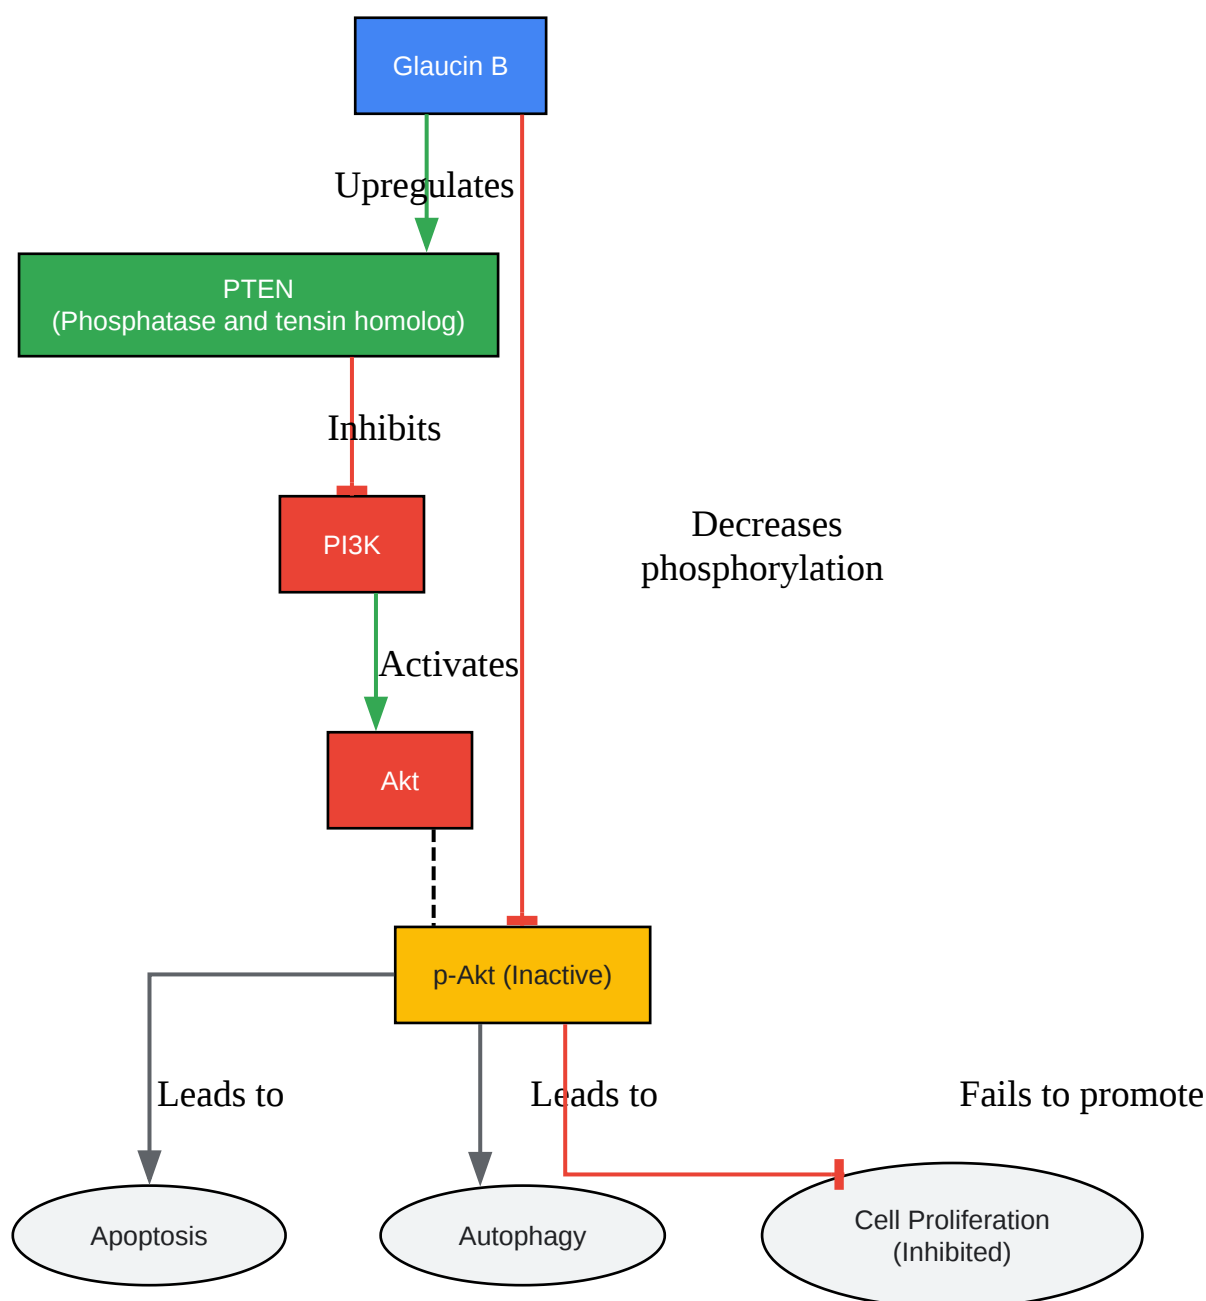 Glaucin B
Upregulates
PTEN
(Phosphatase and tensin homolog)
Inhibits
Decreases
phosphorylation
PI3K
Activates
Akt
p-Akt (Inactive)
Leads to
Leads to
Fails to promote
Apoptosis
Autophagy
Cell Proliferation
(Inhibited)